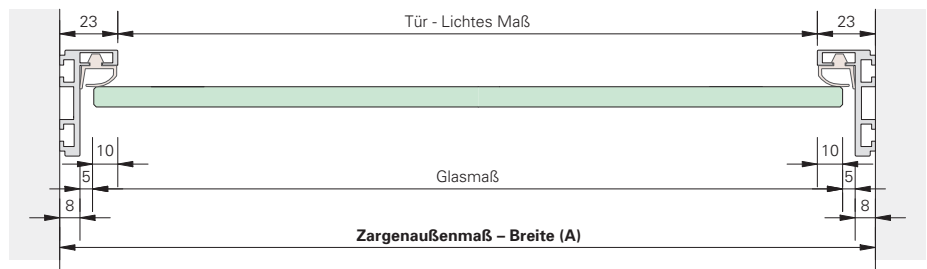 23 Tür - Lichtes Maß 23
10 10
5 Glasmaß 5
8 8
Zargenaußenmaß – Breite (A)